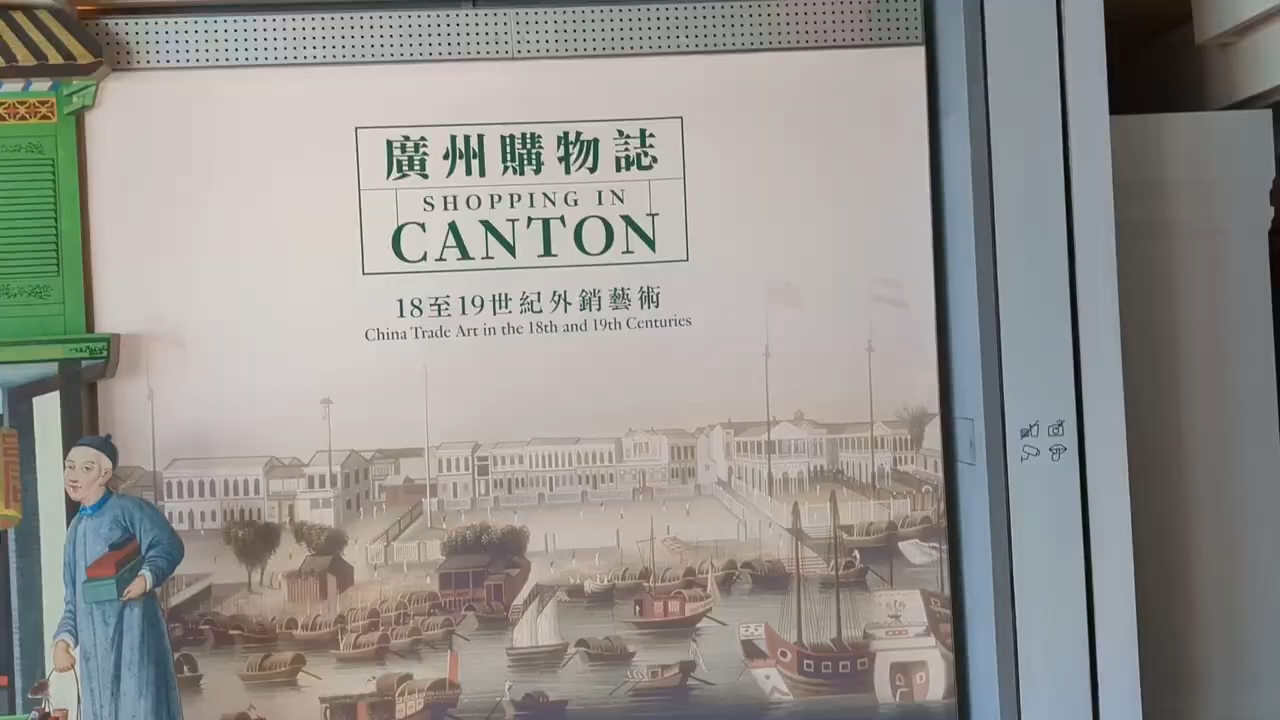 廣州購物誌
SHOPPING IN
CANTON
18至19世紀外銷藝術
China Trade Art in the 18th and 19th Centuries